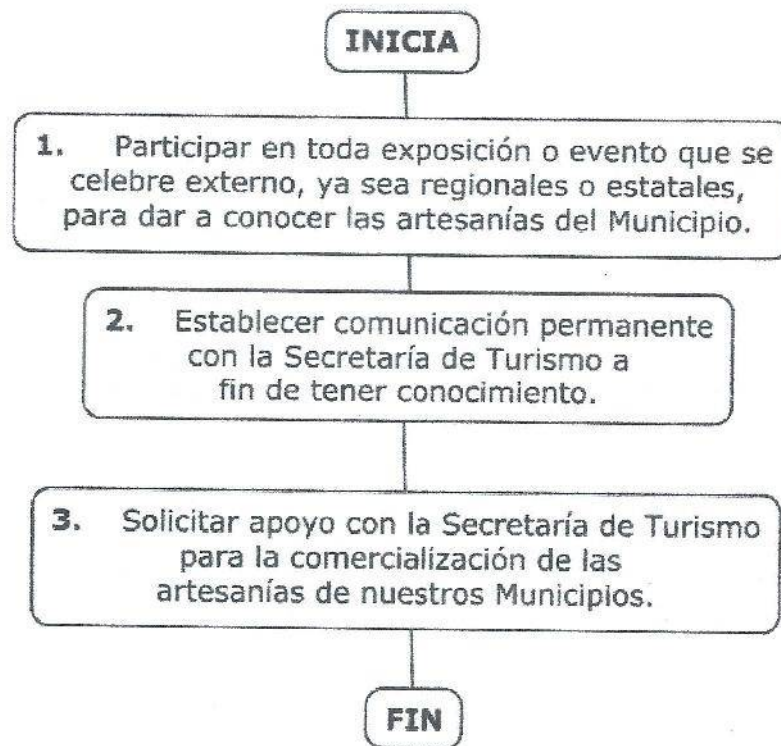 INICIA
1. Participar en toda exposición o evento que se
celebre externo, ya sea regionales o estatales,
para dar a conocer las artesanías del Municipio.
2. Establecer comunicación permanente
con la Secretaría de Turismo a
fin de tener conocimiento.
3. Solicitar apoyo con la Secretaría de Turismo
para la comercialización de las
artesanías de nuestros Municipios.
FIN